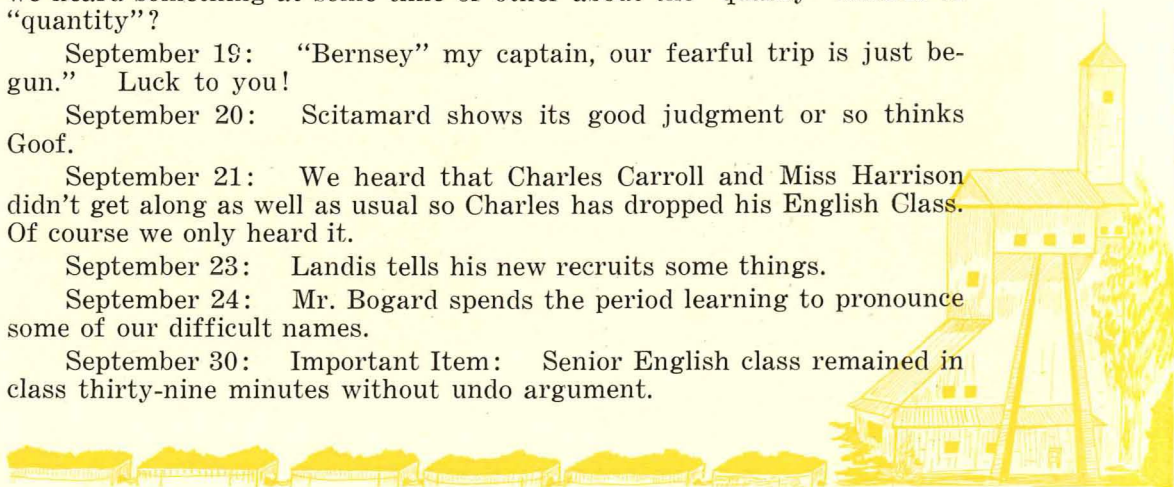 "quantity"?
September 19: "Bernsey" my captain, our fearful trip is just be-
gun." Luck to you!
September 20: Scitamard shows its good judgment or so thinks
Goof.
September 21: We heard that Charles Carroll and Miss Harrison
didn't get along as well as usual so Charles has dropped his English Class.
Of course we only heard it.
September 23: Landis tells his new recruits some things.
September 24: Mr. Bogard spends the period learning to pronounce
some of our difficult names.
September 30: Important Item: Senior English class remained in
class thirty-nine minutes without undo argument.